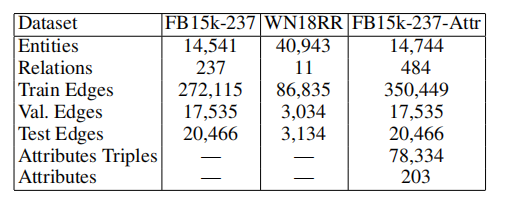 Dataset FB15k-237 WN18RR FB15k-237-Attr
Entities 14,541 40,943 14,744
Relations 237 11 484
Train Edges 272,115 86,835 350,449
Val. Edges 17,535 3,034 17,535
Test Edges 20,466 3,134 20,466
Attributes Triples — — 78,334
Attributes — — 203